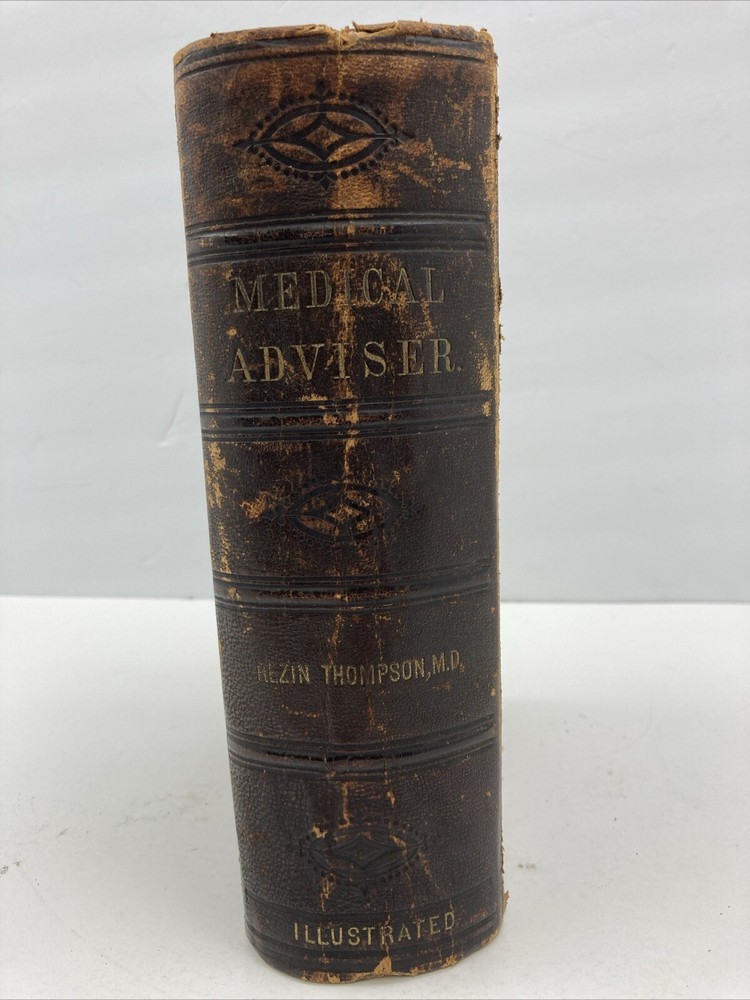 MEDICAL
ADVISER.
REZIN THOMPSON, M.D.
ILLUSTRATED.